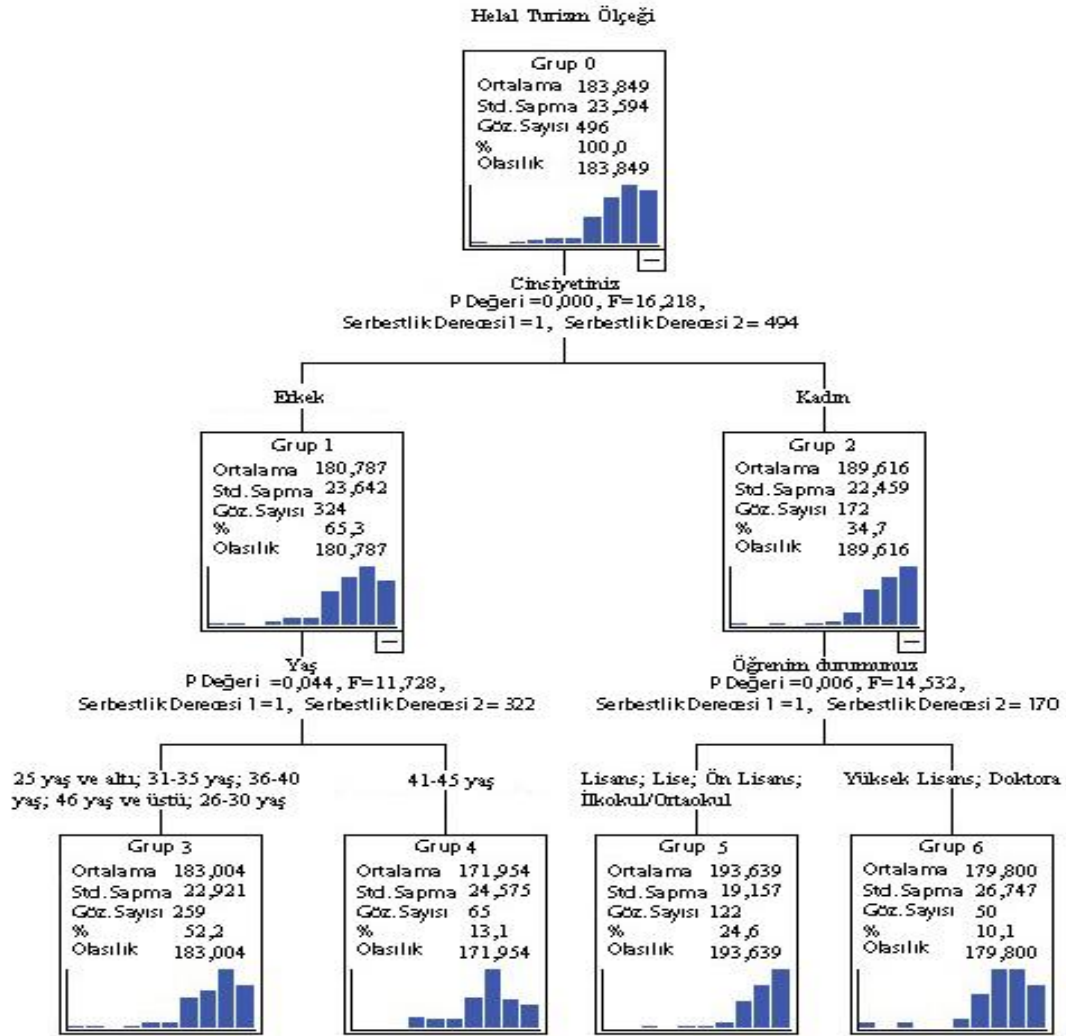 Helal Turizm Ölçeği
Grup 0
Ortalama 183,849
Std.Sapma 23,594
Göz.Sayısı 496
% 100,0
Olasılık 183,849
Cinsiyetiniz
P Değeri =0,000, F=16,218,
Serbestlik Derecesi 1 =1, Serbestlik Derecesi 2= 494
Erkek
Kadın
Grup 1
Ortalama 180,787
Std.Sapma 23,642
Göz.Sayısı 324
% 65,3
Olasılık 180,787
Grup 2
Ortalama 189,616
Std.Sapma 22,459
Göz.Sayısı 172
% 34,7
Olasılık 189,616
Yaş
P Değeri =0,044, F=11,728,
Serbestlik Derecesi 1 =1, Serbestlik Derecesi 2= 322
Öğrenim durumunuz
P Değeri =0,006, F=14,532,
Serbestlik Derecesi 1 =1, Serbestlik Derecesi 2= 170
25 yaş ve altı; 31-35 yaş; 36-40
yaş; 46 yaş ve üstü; 26-30 yaş
41-45 yaş
Lisans; Lise; Ön Lisans;
İlkokul/Ortaokul
Yüksek Lisans; Doktora
Grup 3
Ortalama 183,004
Std.Sapma 22,921
Göz.Sayısı 259
% 52,2
Olasılık 183,004
Grup 4
Ortalama 171,954
Std.Sapma 24,575
Göz.Sayısı 65
% 13,1
Olasılık 171,954
Grup 5
Ortalama 193,639
Std.Sapma 19,157
Göz.Sayısı 122
% 24,6
Olasılık 193,639
Grup 6
Ortalama 179,800
Std.Sapma 26,747
Göz.Sayısı 50
% 10,1
Olasılık 179,800